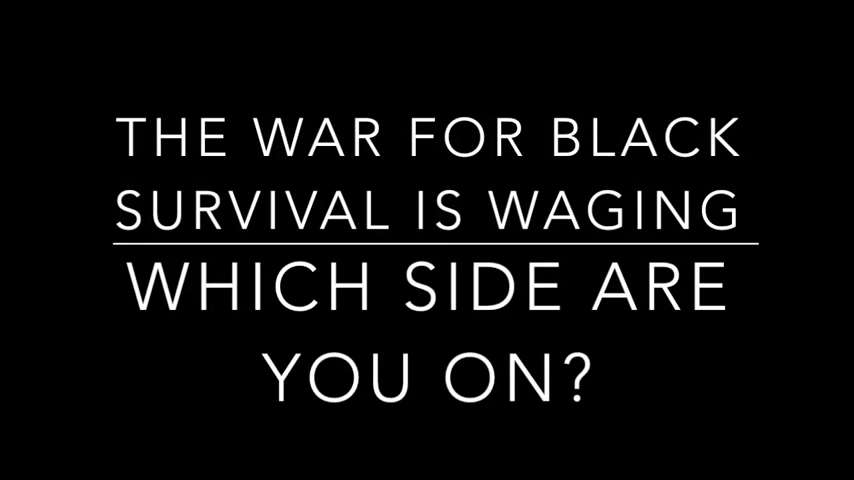 THE WAR FOR BLACK
SURVIVAL IS WAGING
WHICH SIDE ARE
YOU ON?